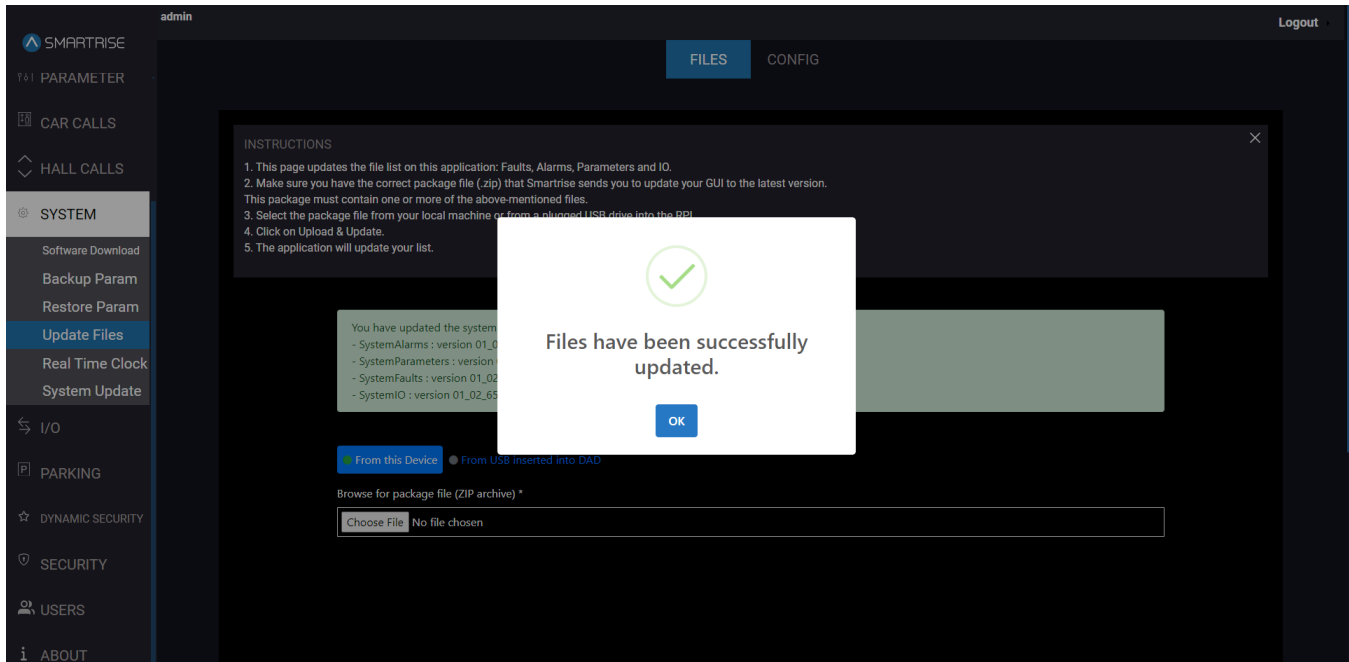 admin
Logout
SMARTRISE
PARAMETER
CAR CALLS
HALL CALLS
SYSTEM
Software Download
Backup Param
Restore Param
Update Files
Real Time Clock
System Update
I/O
PARKING
DYNAMIC SECURITY
SECURITY
USERS
ABOUT
FILES
CONFIG
INSTRUCTIONS
1. This page updates the file list on this application: Faults, Alarms, Parameters and IO.
2. Make sure you have the correct package file (.zip) that Smartrise sends you to update your GUI to the latest version.
This package must contain one or more of the above-mentioned files.
3. Select the package file from your local machine or from a plugged USB drive into the RPI
4. Click on Upload & Update.
5. The application will update your list.
You have updated the system
- SystemAlarms : version 01_0
- SystemParameters : version
- SystemFaults : version 01_02
- SystemIO : version 01_02_65
Files have been successfully
updated.
OK
From this Device
From USB inserted into DAD
Browse for package file (ZIP archive) *
Choose File No file chosen